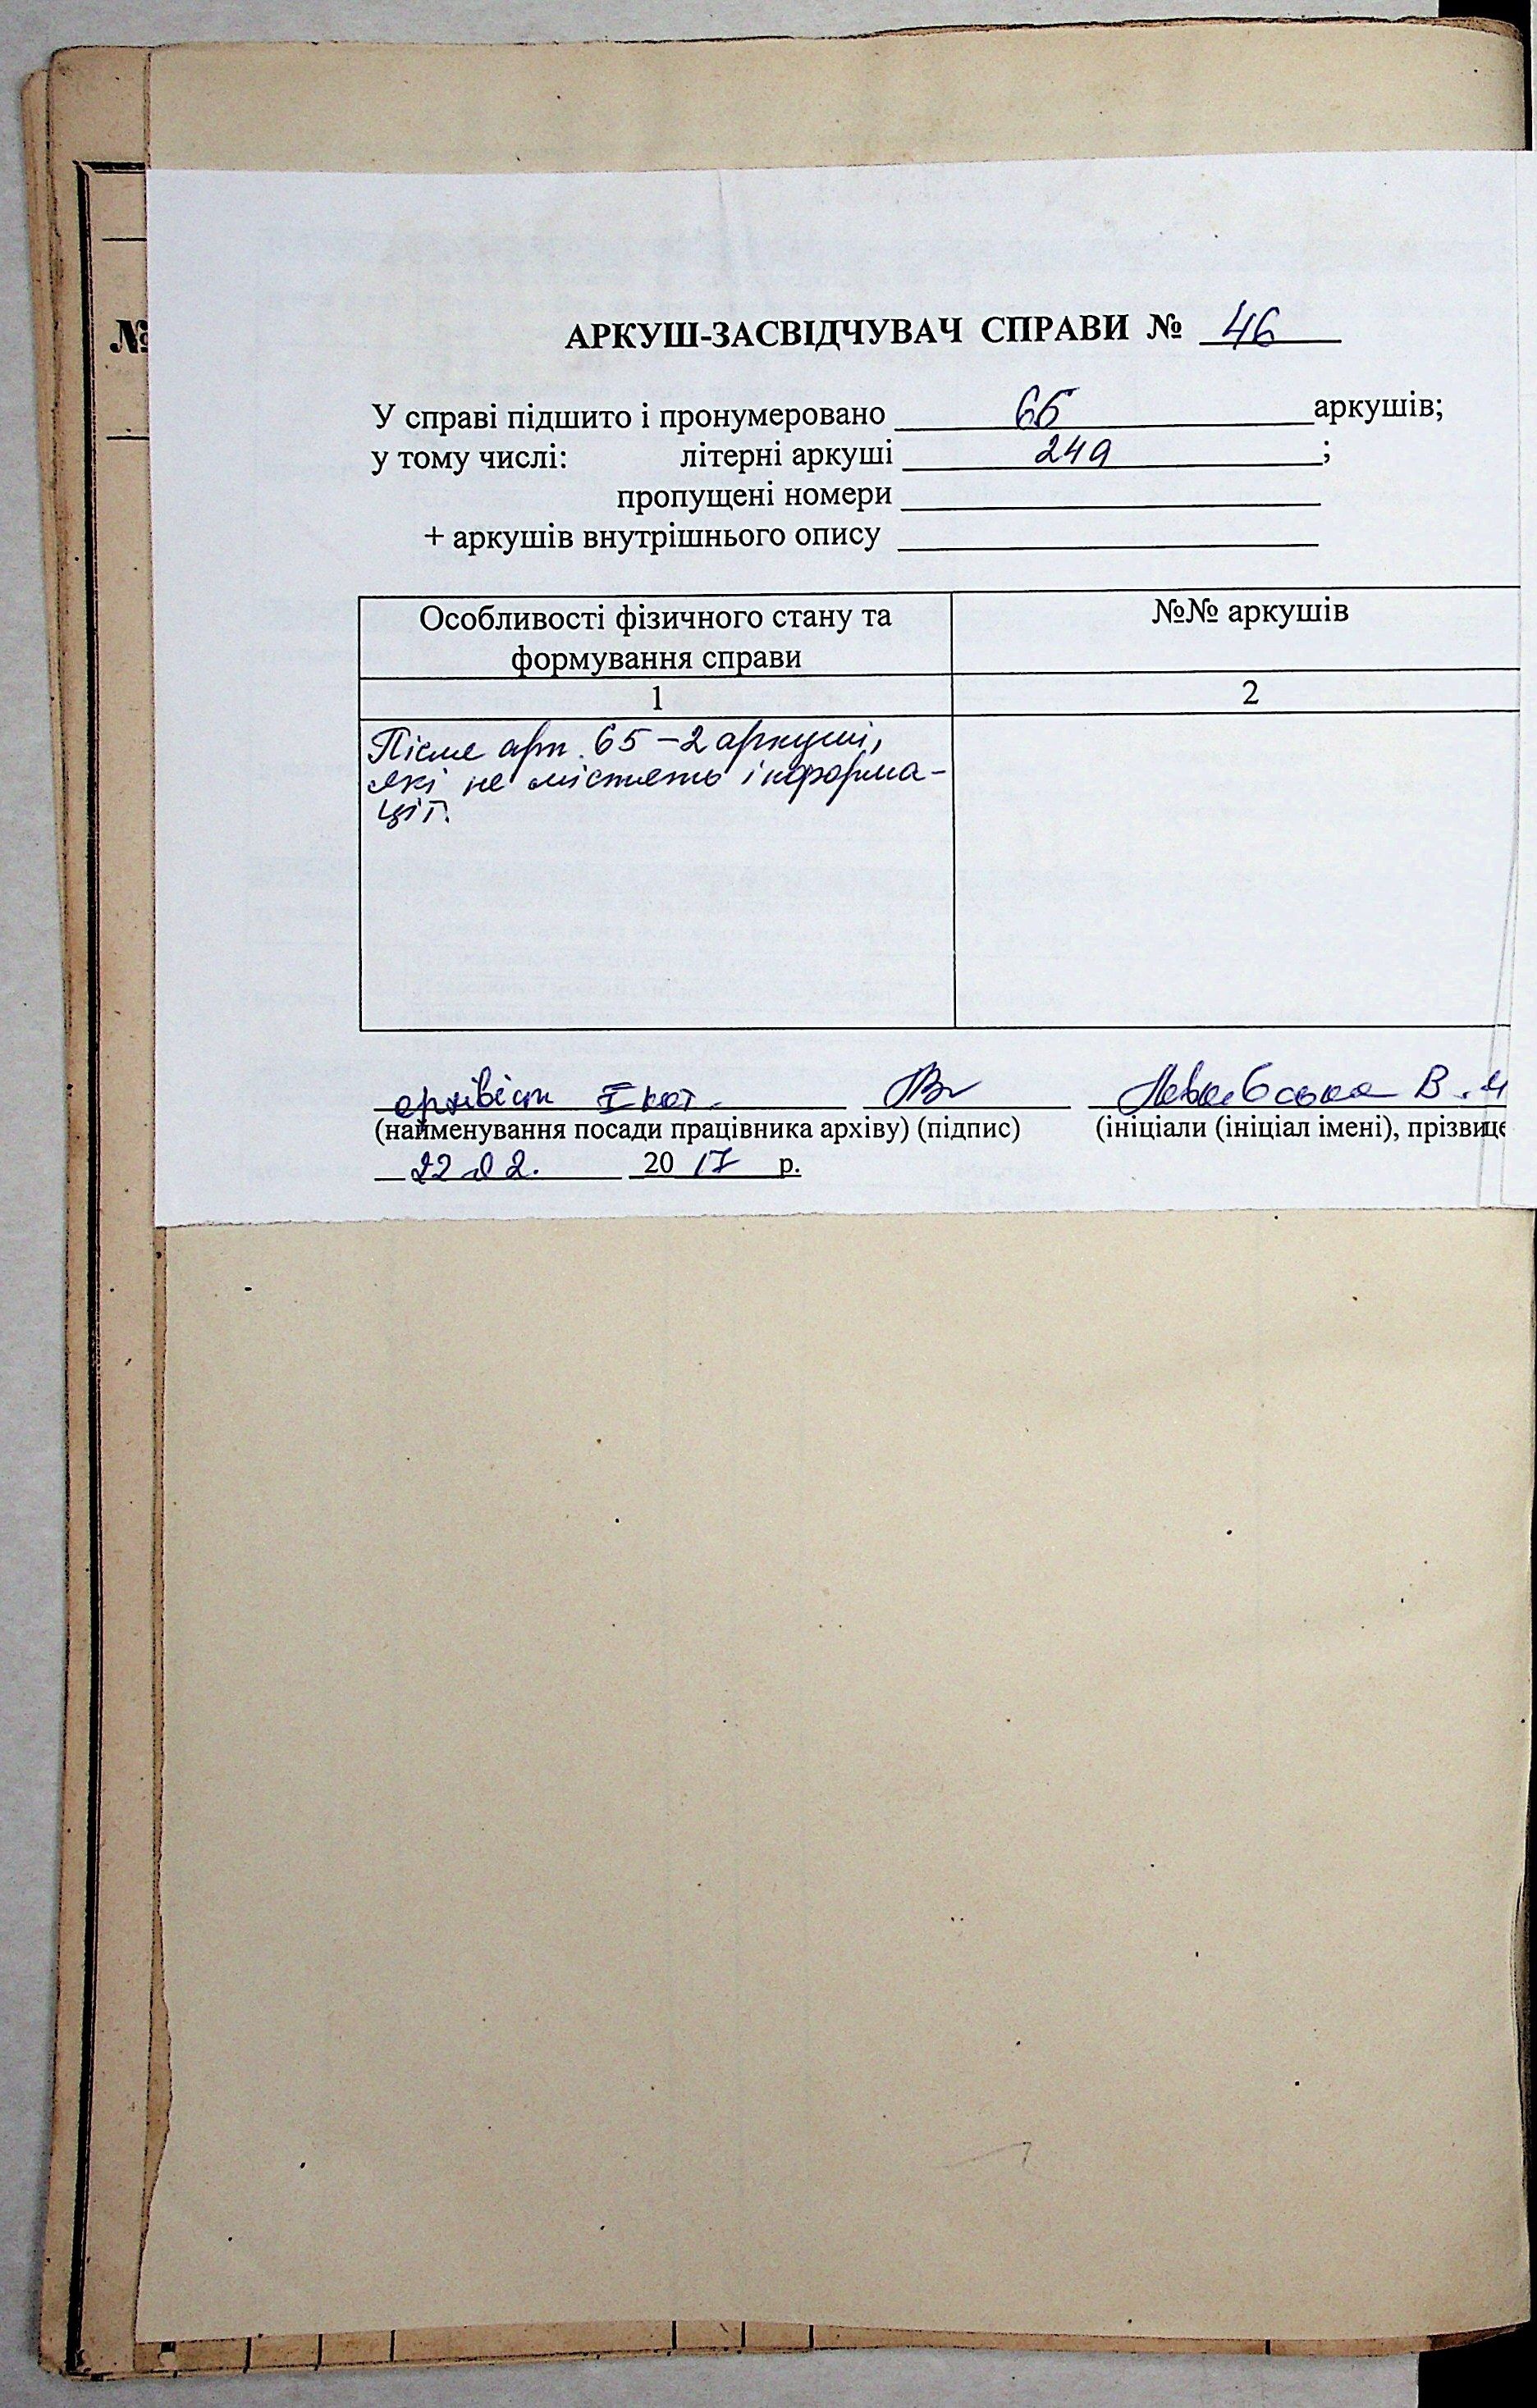 №
АРКУШ-ЗАСВІДЧУВАЧ СПРАВИ № 46
У справі підшито і пронумеровано 66 аркушів;
у тому числі: літерні аркуші 24а ;
пропущені номери
+ аркушів внутрішнього опису
Особливості фізичного стану та формування справи
№№ аркушів
1
2
Після арк. 65 – 2 аркуші,
які не містять інформа-
ції.
архівіст І кат.
В.
(найменування посади працівника архіву) (підпис) (ініціали (ініціал імені), прізвище
22.02. 20 17 р.